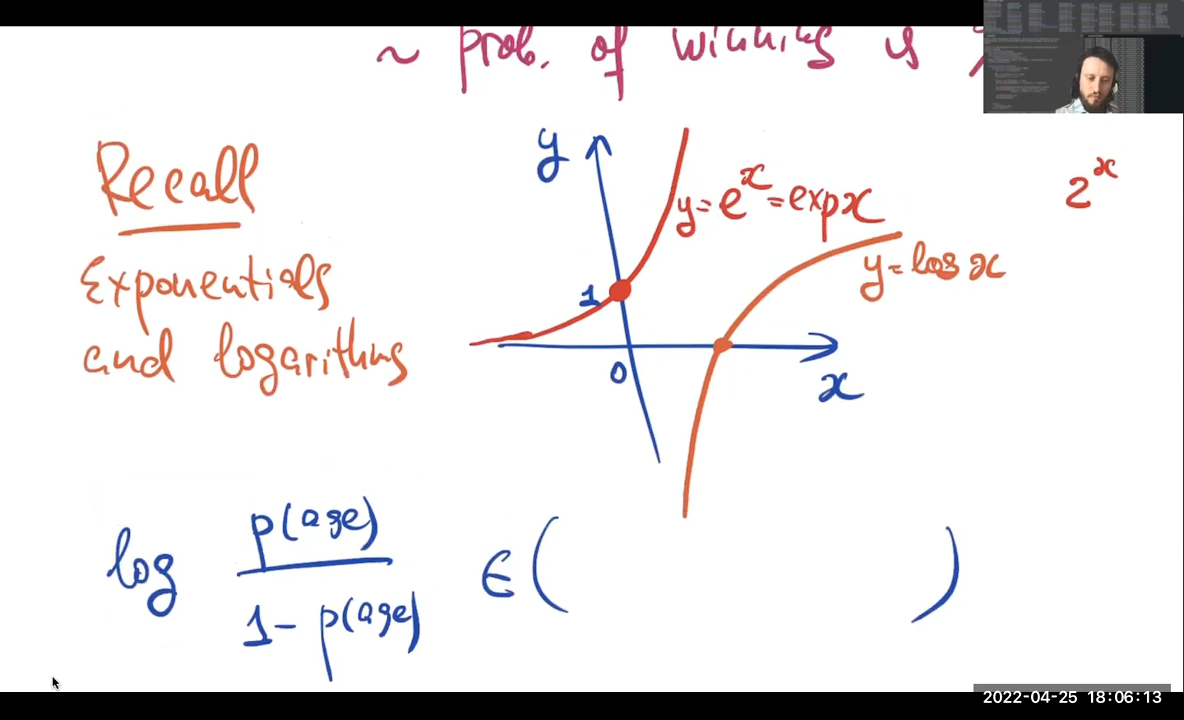 ~ prob. of winning is
Recall
Exponentials
and logarithms
y
y = e^x = exp x
2^x
y = log x
1
0
x
log p(age) / 1 - p(age) ∈ ( )
2022-04-25 18:06:13